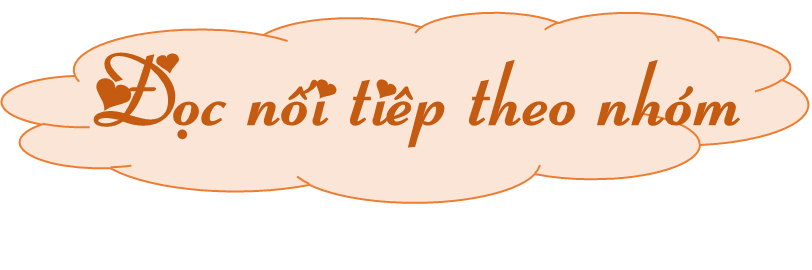 Đọc nối tiếp theo nhóm